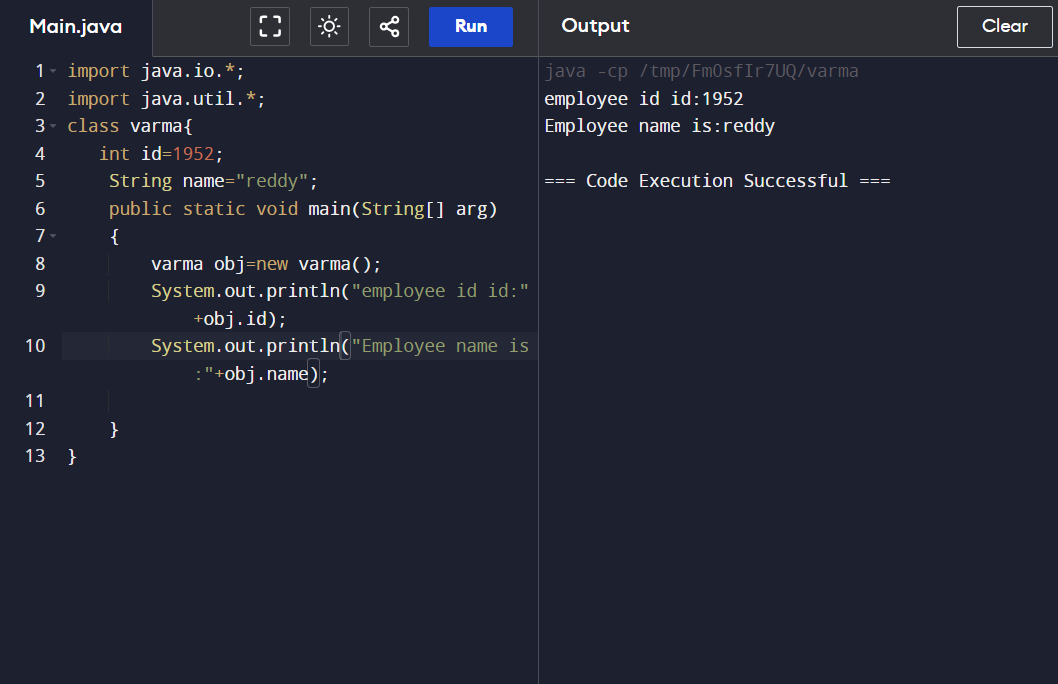 Main.java
Run
Output
Clear
1 import java.io.*;
2 import java.util.*;
3 class varma{
4 int id=1952;
5 String name="reddy";
6 public static void main(String[] arg)
7 {
8 varma obj=new varma();
9 System.out.println("employee id id:"
+obj.id);
10 System.out.println("Employee name is
:"+obj.name);
11
12 }
13 }
java -cp /tmp/FmOsfIr7UQ/varma
employee id id:1952
Employee name is:reddy
=== Code Execution Successful ===